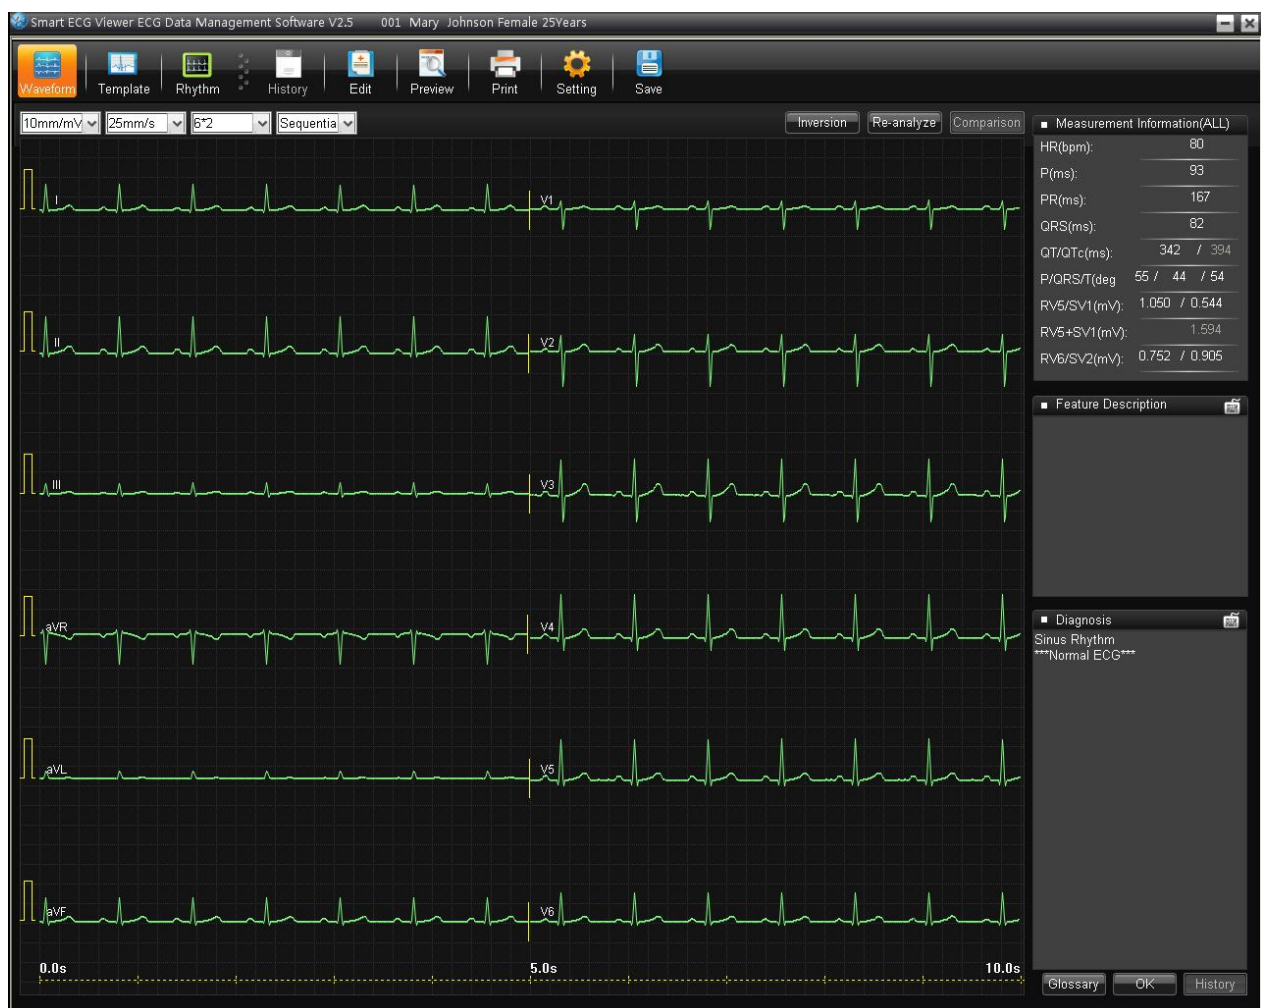 Smart ECG Viewer ECG Data Management Software V2.5 001 Mary Johnson Female 25Years
Waveform Template Rhythm History Edit Preview Print Setting Save
10mm/mV 25mm/s 6*2 Sequentia Inversion Re-analyze Comparison
Measurement Information(ALL)
HR(bpm): 80
P(ms): 93
PR(ms): 167
QRS(ms): 82
QT/QTc(ms): 342 / 394
P/QRS/T(deg 55 / 44 / 54
RV5/SV1(mV): 1.050 / 0.544
RV5+SV1(mV): 1.594
RV6/SV2(mV): 0.752 / 0.905
Feature Description
Diagnosis
Sinus Rhythm
***Normal ECG***
I V1
II V2
III V3
aVR V4
aVL V5
aVF V6
0.0s 5.0s 10.0s
Glossary OK History